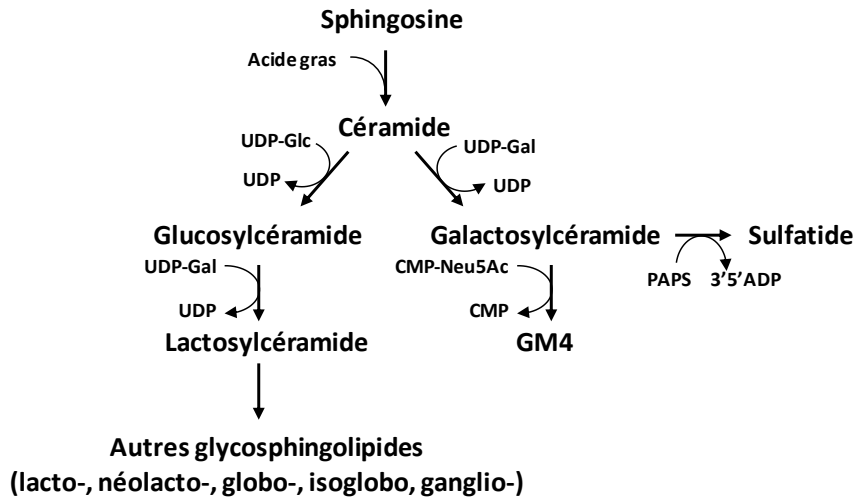 Sphingosine
Acide gras
Céramide
UDP-Glc
UDP-Gal
UDP
UDP
Glucosylcéramide
Galactosylcéramide
Sulfatide
UDP-Gal
CMP-Neu5Ac
PAPS
3'5'ADP
UDP
CMP
Lactosylcéramide
GM4
Autres glycosphingolipides
(lacto-, néolacto-, globo-, isoglobo, ganglio-)